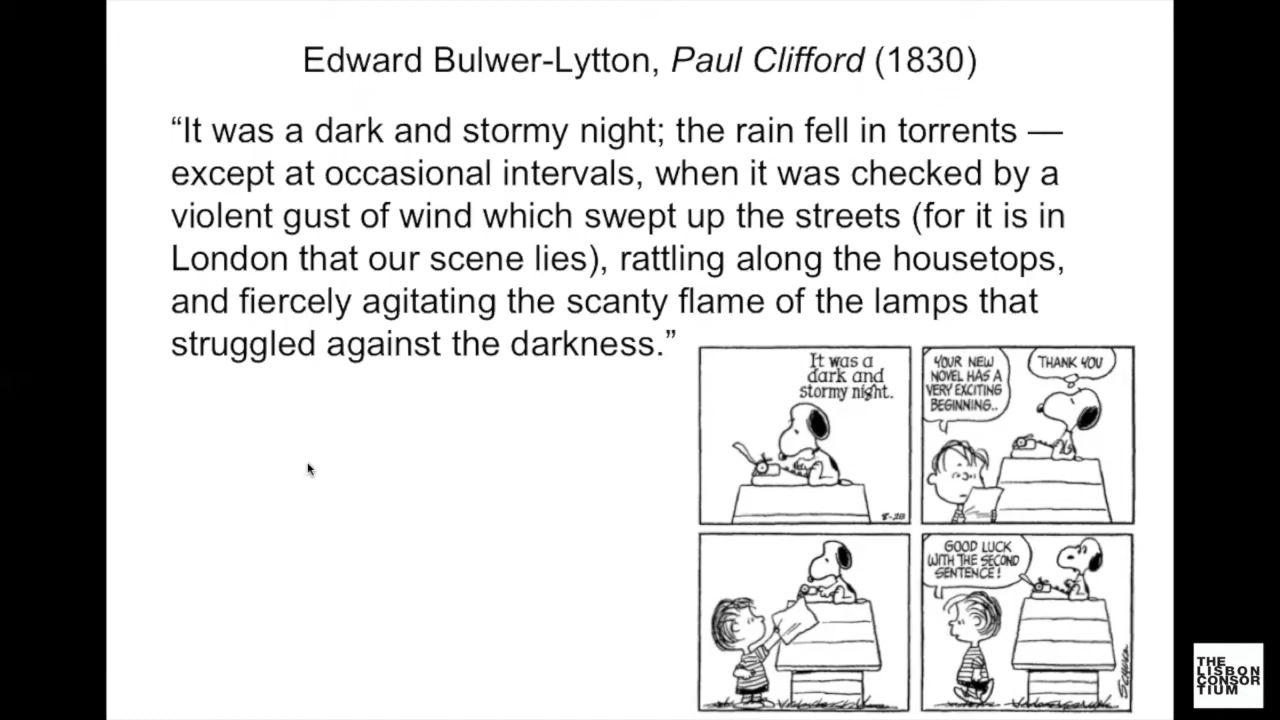 Edward Bulwer-Lytton, Paul Clifford (1830)
“It was a dark and stormy night; the rain fell in torrents —
except at occasional intervals, when it was checked by a
violent gust of wind which swept up the streets (for it is in
London that our scene lies), rattling along the housetops,
and fiercely agitating the scanty flame of the lamps that
struggled against the darkness.”
It was a
dark and
stormy night.
8-20
YOUR NEW
NOVEL HAS A
VERY EXCITING
BEGINNING..
THANK YOU
GOOD LUCK
WITH THE SECOND
SENTENCE!
SCHULZ
THE
LISBON
CONSOR
TIUM